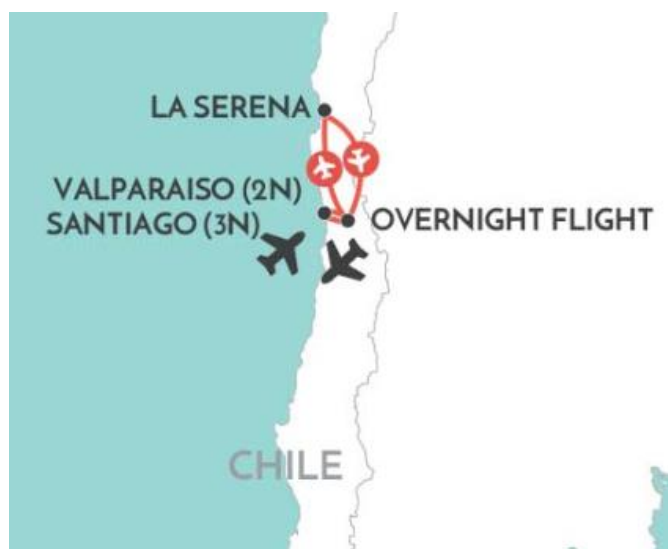 LA SERENA
VALPARAISO (2N)
SANTIAGO (3N)
OVERNIGHT FLIGHT
CHILE